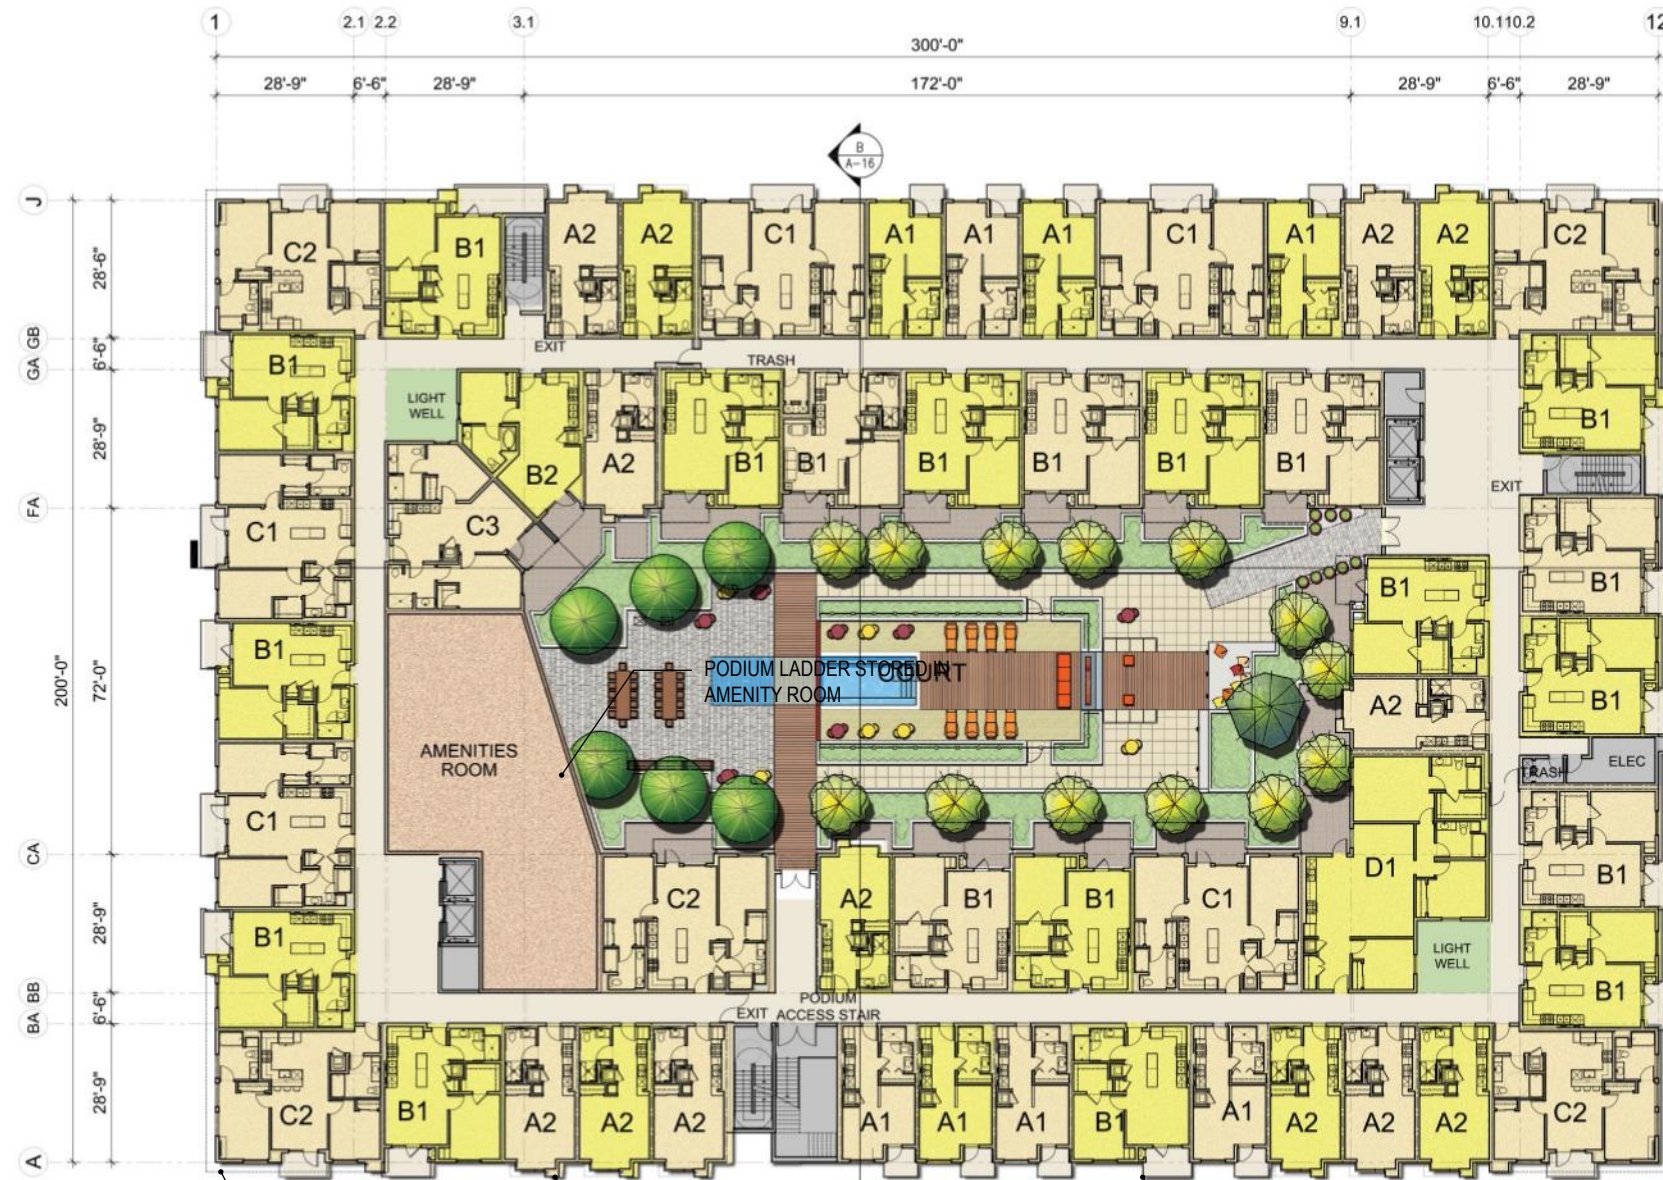 1 2.1 2.2 3.1 9.1 10.1 10.2 12
300'-0"
28'-9" 6'-6" 28'-9" 172'-0" 28'-9" 6'-6" 28'-9"
B
A-16
J
C2 B1 A2 A2 C1 A1 A1 A1 C1 A1 A2 A2 C2
28'-6"
GB
6'-6"
GA
EXIT TRASH
B1 B1
LIGHT
WELL
28'-9"
B2 A2 B1 B1 B1 B1 B1 B1
EXIT
FA
C1 C3
B1 B1
200'-0"
72'-0"
B1
PODIUM LADDER STORED IN
AMENITY ROOM
COURT
A2 B1
AMENITIES
ROOM
TRASH ELEC
C1
CA
D1 B1
C2 A2 B1 B1 C1
28'-9"
B1
LIGHT
WELL
B1
BB
6'-6"
BA
PODIUM
EXIT ACCESS STAIR
28'-9"
C2 B1 A2 A2 A2 A1 A1 A1 B1 A1 A2 A2 A2 C2
A